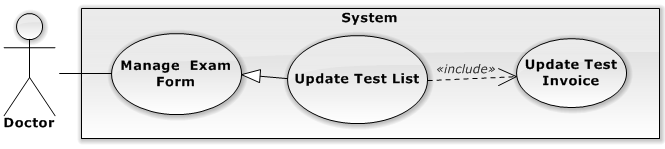 System
Manage Exam
Form
Update Test List
«include»
Update Test
Invoice
Doctor